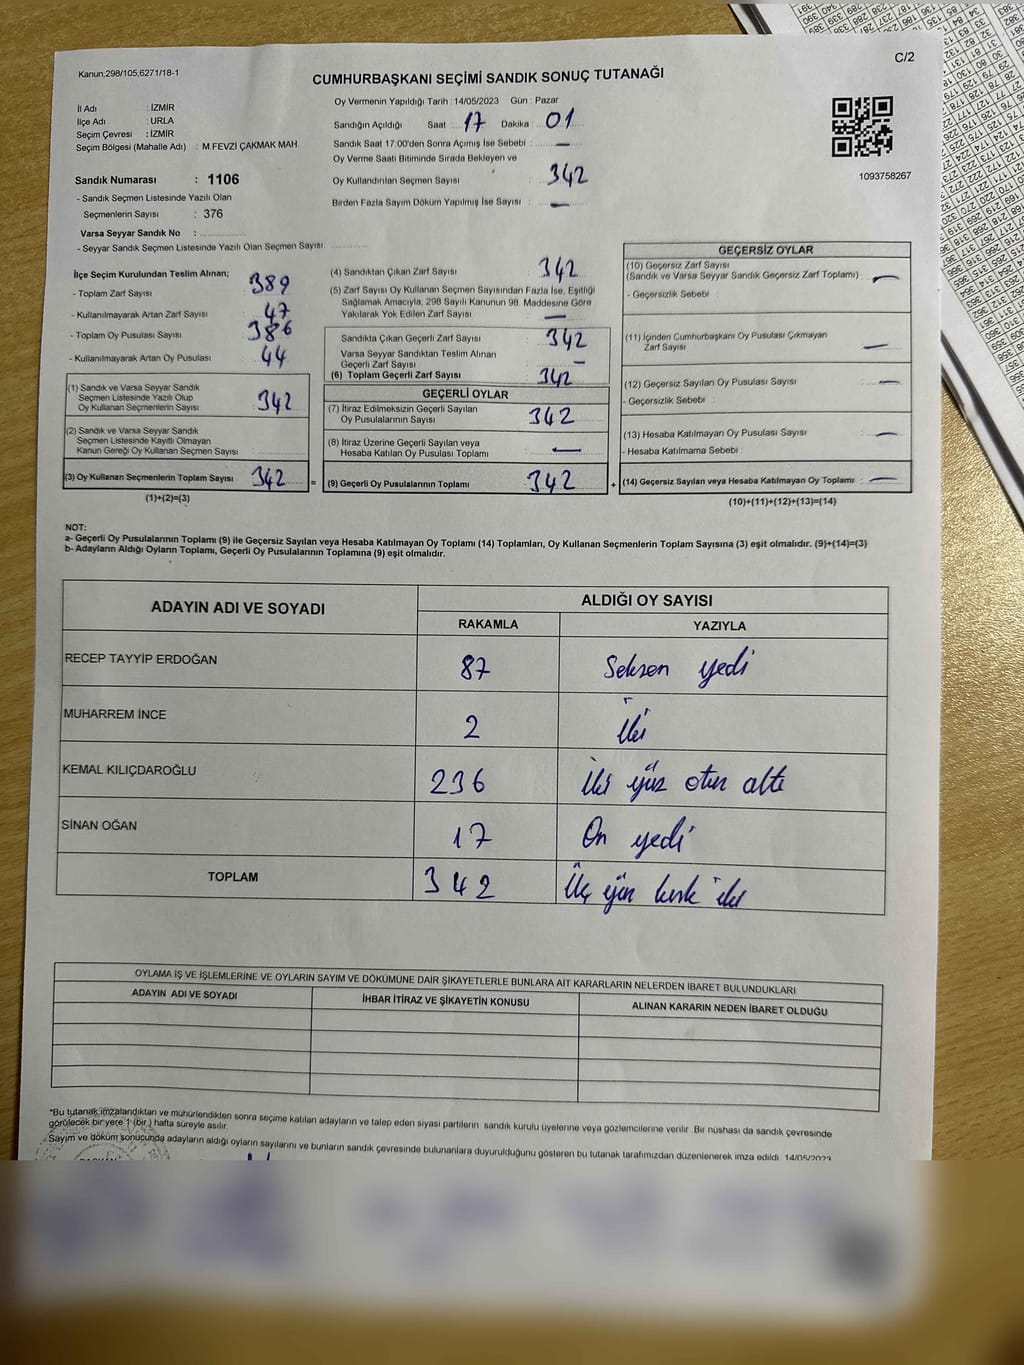 Kanun;298/105;6271/18-1
C/2
CUMHURBAŞKANI SEÇİMİ SANDIK SONUÇ TUTANAĞI
İl Adı : İZMİR
İlçe Adı : URLA
Seçim Çevresi : İZMİR
Seçim Bölgesi (Mahalle Adı) : M.FEVZİ ÇAKMAK MAH
Sandık Numarası : 1106
- Sandık Seçmen Listesinde Yazılı Olan
Seçmenlerin Sayısı : 376
Varsa Seyyar Sandık No :
- Seyyar Sandık Seçmen Listesinde Yazılı Olan Seçmen Sayısı:
Oy Vermenin Yapıldığı Tarih : 14/05/2023 Gün : Pazar
Sandığın Açıldığı Saat : 17 Dakika : 01
Sandık Saat 17:00'den Sonra Açımış İse Sebebi : —
Oy Verme Saati Bitiminde Sırada Bekleyen ve
Oy Kullandırılan Seçmen Sayısı : 342
Birden Fazla Sayım Döküm Yapılmış İse Sayısı : —
1093758267
İlçe Seçim Kurulundan Teslim Alınan;
- Toplam Zarf Sayısı : 389
- Kullanılmayarak Artan Zarf Sayısı : 47
- Toplam Oy Pusulası Sayısı : 386
- Kullanılmayarak Artan Oy Pusulası : 44
(1) Sandık ve Varsa Seyyar Sandık
Seçmen Listesinde Yazılı Olup
Oy Kullanan Seçmenlerin Sayısı : 342
(2) Sandık ve Varsa Seyyar Sandık
Seçmen Listesinde Kayıtlı Olmayan
Kanun Gereği Oy Kullanan Seçmen Sayısı :
(3) Oy Kullanan Seçmenlerin Toplam Sayısı : 342
(1)+(2)=(3)
=
(4) Sandıktan Çıkan Zarf Sayısı : 342
(5) Zarf Sayısı Oy Kullanan Seçmen Sayısından Fazla İse, Eşitliği
Sağlamak Amacıyla, 298 Sayılı Kanunun 98. Maddesine Göre
Yakılarak Yok Edilen Zarf Sayısı : —
Sandıkta Çıkan Geçerli Zarf Sayısı : 342
Varsa Seyyar Sandıktan Teslim Alınan
Geçerli Zarf Sayısı : —
(6) Toplam Geçerli Zarf Sayısı : 342
GEÇERLİ OYLAR
(7) İtiraz Edilmeksizin Geçerli Sayılan
Oy Pusulalarının Sayısı : 342
(8) İtiraz Üzerine Geçerli Sayılan veya
Hesaba Katılan Oy Pusulası Toplamı : —
(9) Geçerli Oy Pusulalarının Toplamı : 342
+
GEÇERSİZ OYLAR
(10) Geçersiz Zarf Sayısı
(Sandık ve Varsa Seyyar Sandık Geçersiz Zarf Toplamı) : —
- Geçersizlik Sebebi :
(11) İçinden Cumhurbaşkanı Oy Pusulası Çıkmayan
Zarf Sayısı : —
(12) Geçersiz Sayılan Oy Pusulası Sayısı : —
- Geçersizlik Sebebi :
(13) Hesaba Katılmayan Oy Pusulası Sayısı : —
- Hesaba Katılmama Sebebi :
(14) Geçersiz Sayılan veya Hesaba Katılmayan Oy Toplamı : —
(10)+(11)+(12)+(13)=(14)
NOT:
a- Geçerli Oy Pusulalarının Toplamı (9) ile Geçersiz Sayılan veya Hesaba Katılmayan Oy Toplamı (14) Toplamları, Oy Kullanan Seçmenlerin Toplam Sayısına (3) eşit olmalıdır. (9)+(14)=(3)
b- Adayların Aldığı Oyların Toplamı, Geçerli Oy Pusulalarının Toplamına (9) eşit olmalıdır.
ADAYIN ADI VE SOYADI ALDIĞI OY SAYISI
RAKAMLA YAZIYLA
RECEP TAYYİP ERDOĞAN 87 Seksen yedi
MUHARREM İNCE 2 İki
KEMAL KILIÇDAROĞLU 236 İki yüz otuz altı
SİNAN OĞAN 17 On yedi
TOPLAM 342 Üç yüz kırk iki
OYLAMA İŞ VE İŞLEMLERİNE VE OYLARIN SAYIM VE DÖKÜMÜNE DAİR ŞİKAYETLERLE BUNLARA AİT KARARLARIN NELERDEN İBARET BULUNDUKLARI
ADAYIN ADI VE SOYADI İHBAR İTİRAZ VE ŞİKAYETİN KONUSU ALINAN KARARIN NEDEN İBARET OLDUĞU
*Bu tutanak imzalandıktan ve mühürlendikten sonra seçime katılan adayların ve talep eden siyasi partilerin sandık kurulu üyelerine veya gözlemcilerine verilir. Bir nüshası da sandık çevresinde
görülecek bir yere 1 (bir ) hafta süreyle asılır.
Sayım ve döküm sonucunda adayların aldığı oyların sayılarını ve bunların sandık çevresinde bulunanlara duyurulduğunu gösteren bu tutanak tarafımızdan düzenlenerek imza edildi. 14/05/2023